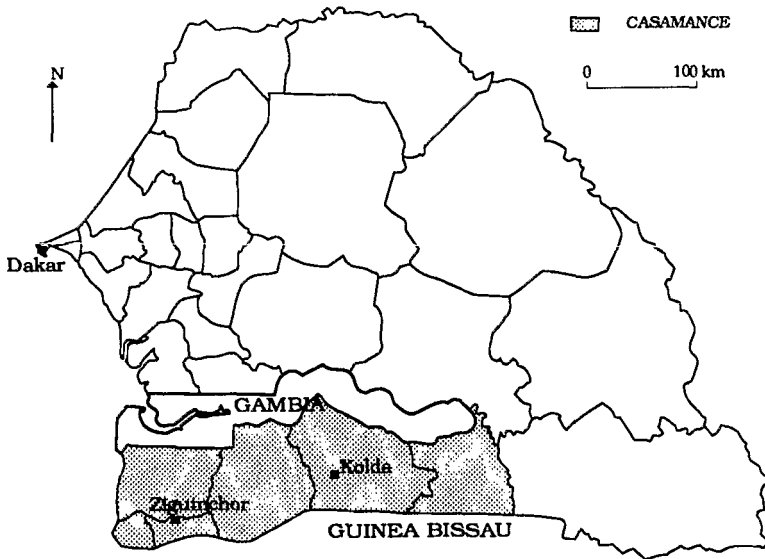 CASAMANCE
N
0 100 km
Dakar
GAMBIA
Kolda
Ziguinchor
GUINEA BISSAU